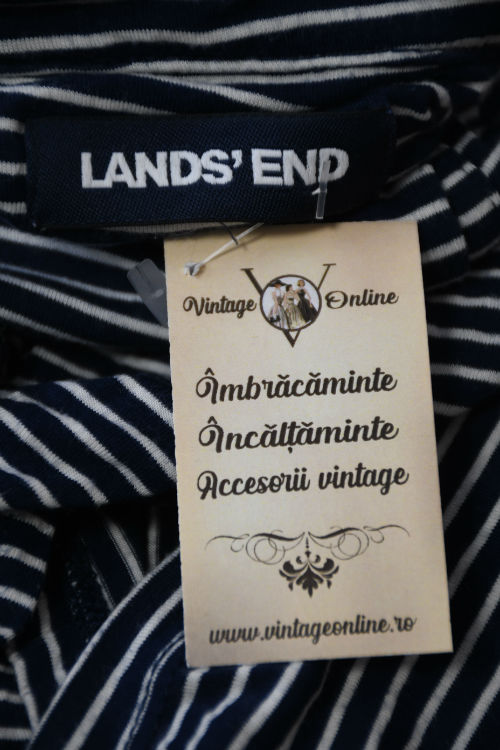 LANDS' END
Vintage Online
Îmbrăcăminte
Încălțăminte
Accesorii vintage
www.vintageonline.ro